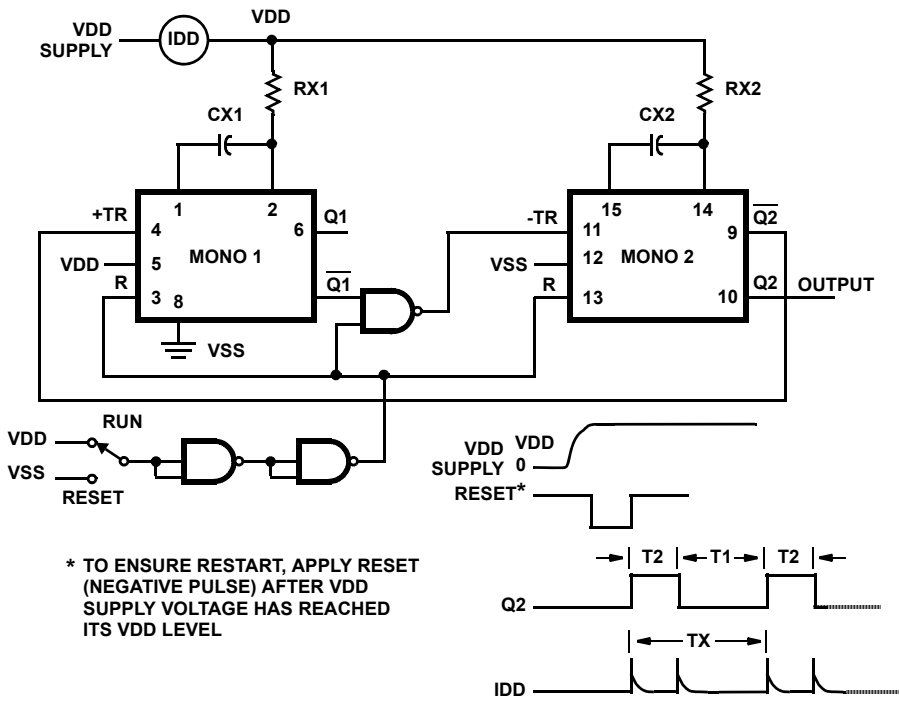 VDD
SUPPLY
IDD
VDD
RX1
RX2
CX1
CX2
+TR
4
1
2
6
Q1
VDD
5
MONO 1
R
3
8
Q1
VSS
-TR
11
15
14
9
Q2
VSS
12
MONO 2
R
13
10
Q2
OUTPUT
RUN
VDD
VSS
RESET
VDD
SUPPLY
VDD
0
RESET*
T2
T1
T2
Q2
TX
IDD
* TO ENSURE RESTART, APPLY RESET
(NEGATIVE PULSE) AFTER VDD
SUPPLY VOLTAGE HAS REACHED
ITS VDD LEVEL